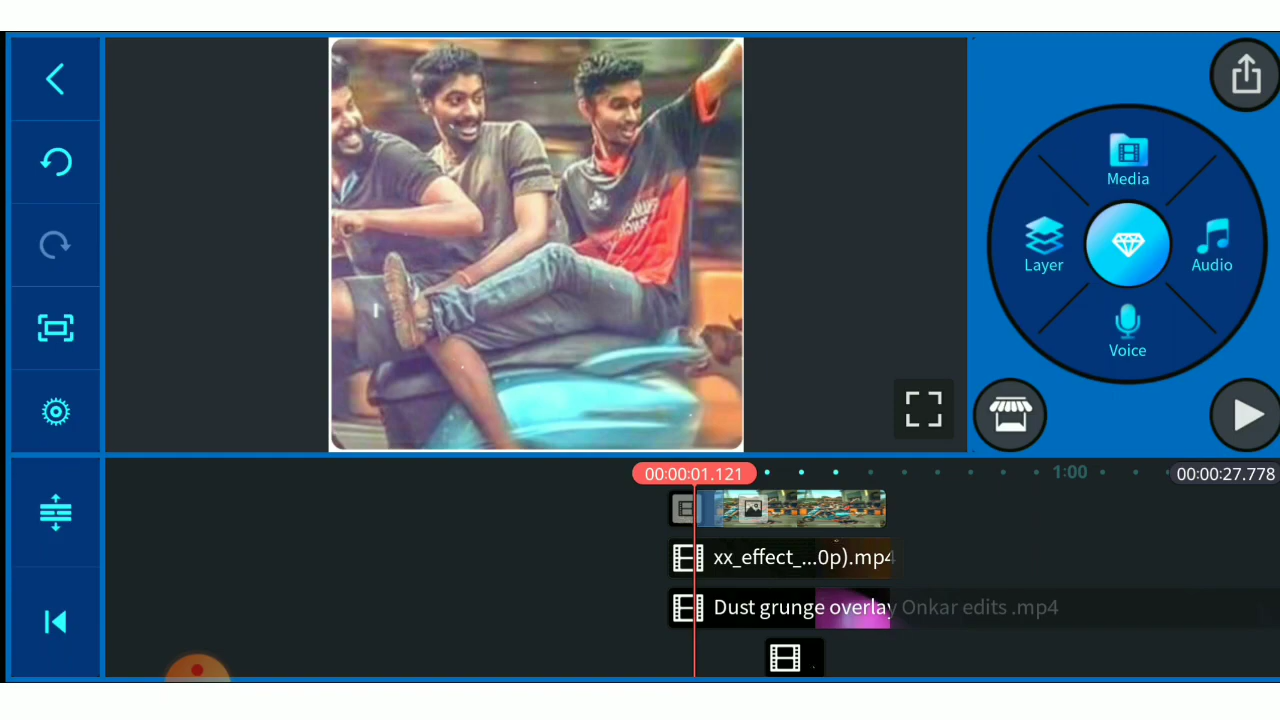 Media
Layer
Audio
Voice
00:00:01.121
1:00
00:00:27.778
xx_effect_...0p).mp4
Dust grunge overlay Onkar edits .mp4